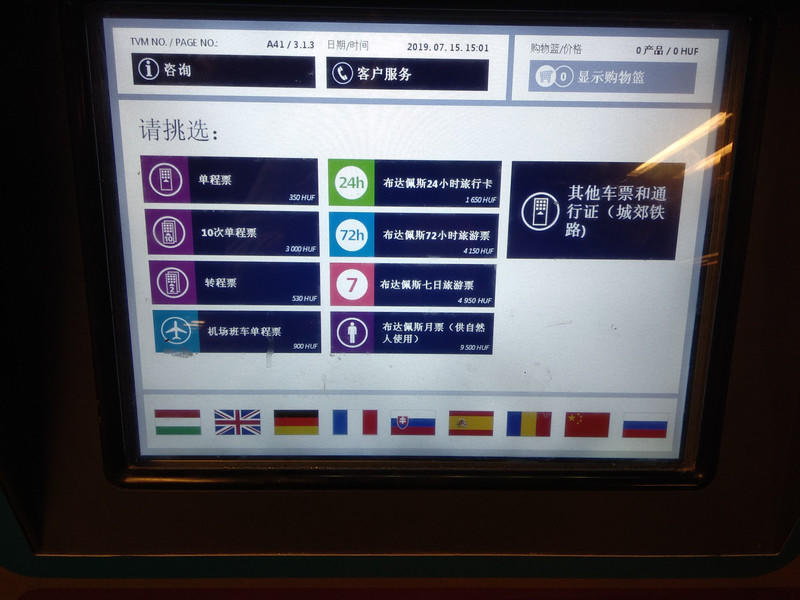 TVM NO. / PAGE NO.: A41 / 3.1.3 日期/时间 2019. 07. 15. 15:01 购物篮/价格 0 产品 / 0 HUF
咨询 客户服务 0 显示购物篮
请挑选：
单程票
350 HUF
24h 布达佩斯24小时旅行卡
1 650 HUF
其他车票和通
行证（城郊铁
路)
10 10次单程票
3 000 HUF
72h 布达佩斯72小时旅游票
4 150 HUF
2 转程票
530 HUF
7 布达佩斯七日旅游票
4 950 HUF
机场班车单程票
900 HUF
布达佩斯月票（供自然
人使用）
9 500 HUF